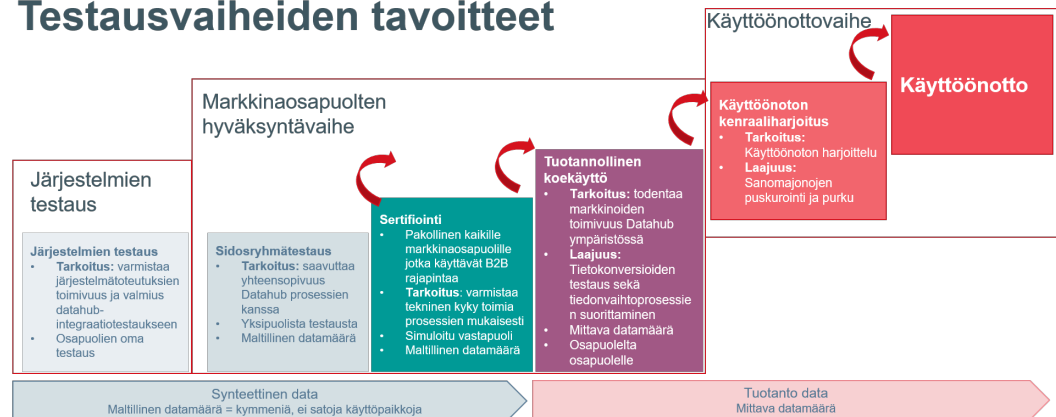 Testausvaiheiden tavoitteet
Käyttöönottovaihe
Käyttöönotto
Käyttöönoton
kenraaliharjoitus
• Tarkoitus:
Käyttöönoton harjoittelu
• Laajuus:
Sanomajonojen
puskurointi ja purku
Markkinaosapuolten
hyväksyntävaihe
Järjestelmien
testaus
Järjestelmien testaus
• Tarkoitus: varmistaa
järjestelmätoteutuksien
toimivuus ja valmius
datahub-
integraatiotestaukseen
• Osapuolien oma
testaus
Sidosryhmätestaus
• Tarkoitus: saavuttaa
yhteensopivuus
Datahub prosessien
kanssa
• Yksipuolista testausta
• Maltillinen datamäärä
Sertifiointi
• Pakollinen kaikille
markkinaosapuolille
jotka käyttävät B2B
rajapintaa
• Tarkoitus: varmistaa
tekninen kyky toimia
prosessien mukaisesti
• Simuloitu vastapuoli
• Maltillinen datamäärä
Tuotannollinen
koekäyttö
• Tarkoitus: todentaa
markkinoiden
toimivuus Datahub
ympäristössä
• Laajuus:
Tietokonversioiden
testaus sekä
tiedonvaihtoprosessie
n suorittaminen
• Mittava datamäärä
• Osapuolelta
osapuolelle
Synteettinen data
Maltillinen datamäärä = kymmeniä, ei satoja käyttöpaikkoja
Tuotanto data
Mittava datamäärä